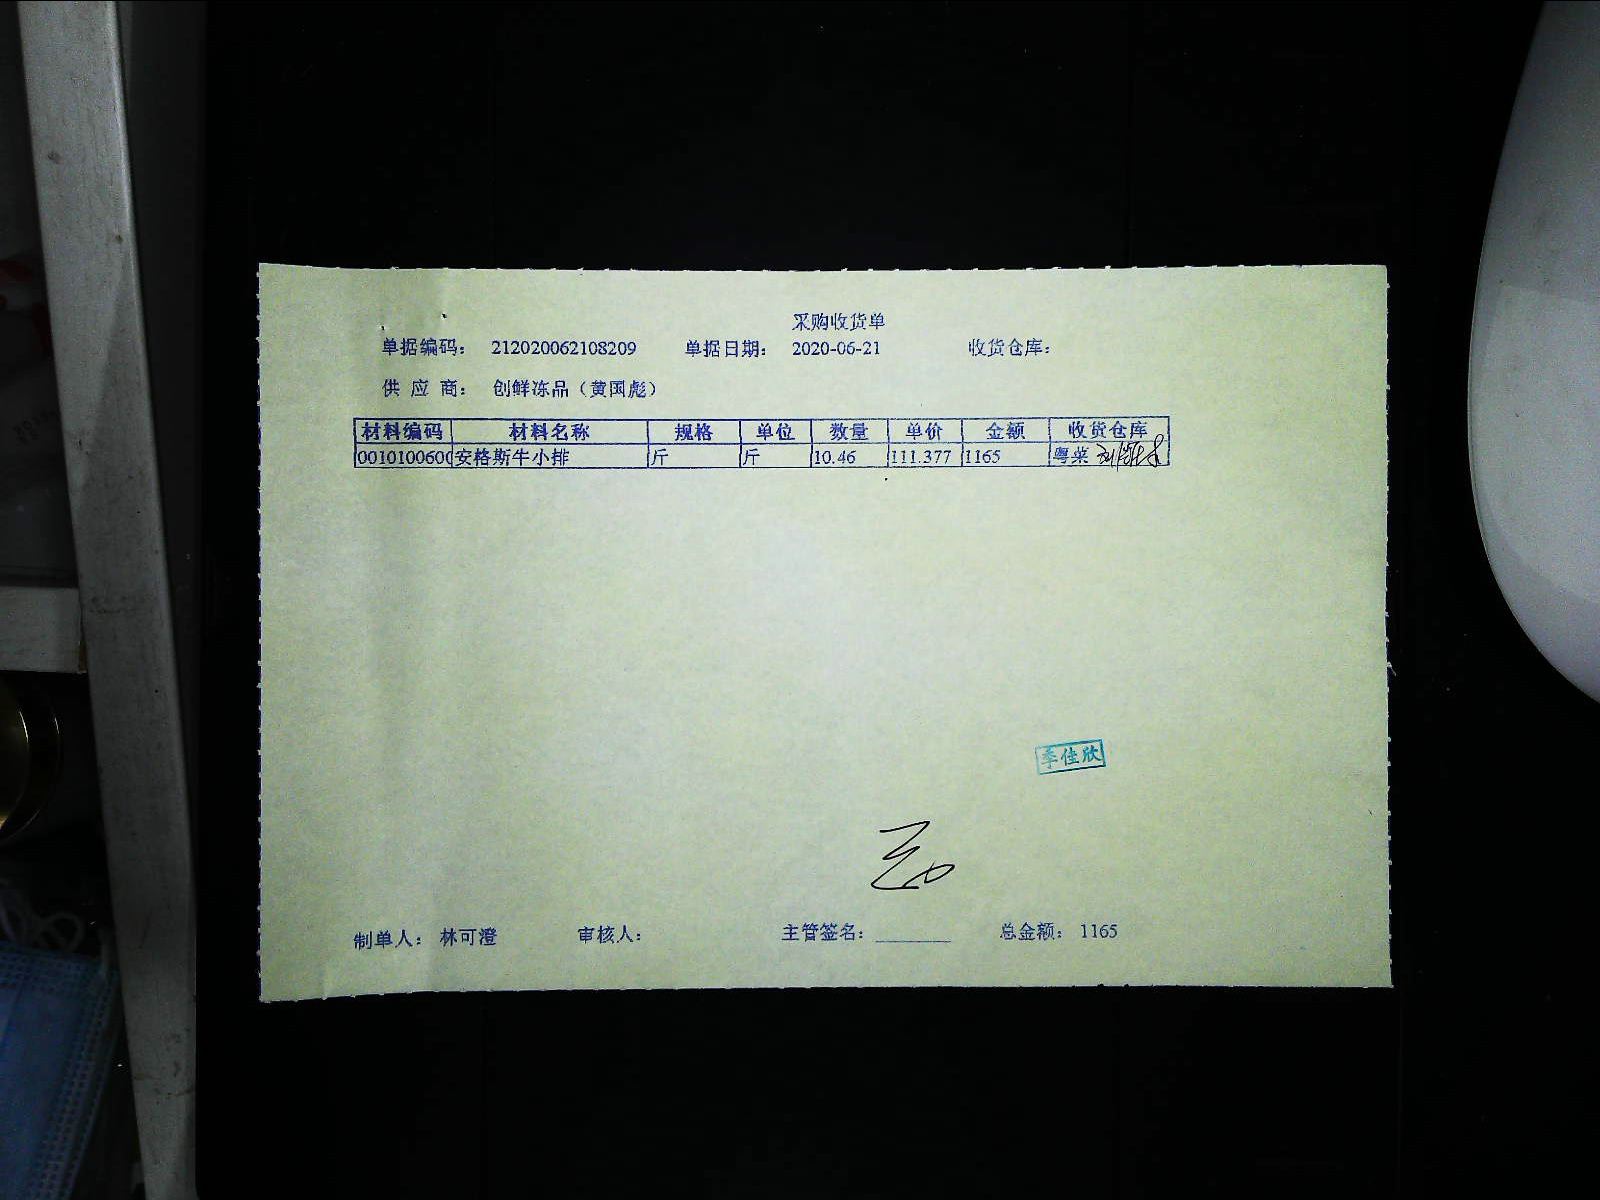 采购收货单
单据编码： 212020062108209 单据日期： 2020-06-21 收货仓库：
供 应 商： 创鲜冻品（黄国彪）
材料编码 材料名称 规格 单位 数量 单价 金额 收货仓库
0010100600 安格斯牛小排 斤 斤 10.46 111.377 1165 粤菜
季佳欣
制单人： 林可澄 审核人： 主管签名：________ 总金额： 1165